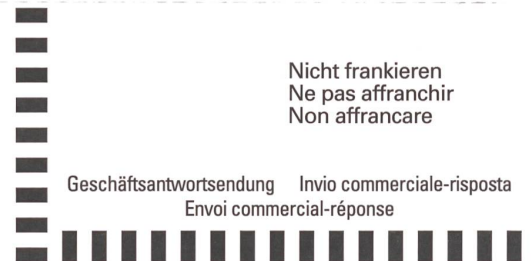 Nicht frankieren
Ne pas affranchir
Non affrancare
Geschäftsantwortsendung Invio commerciale-risposta
Envoi commercial-réponse